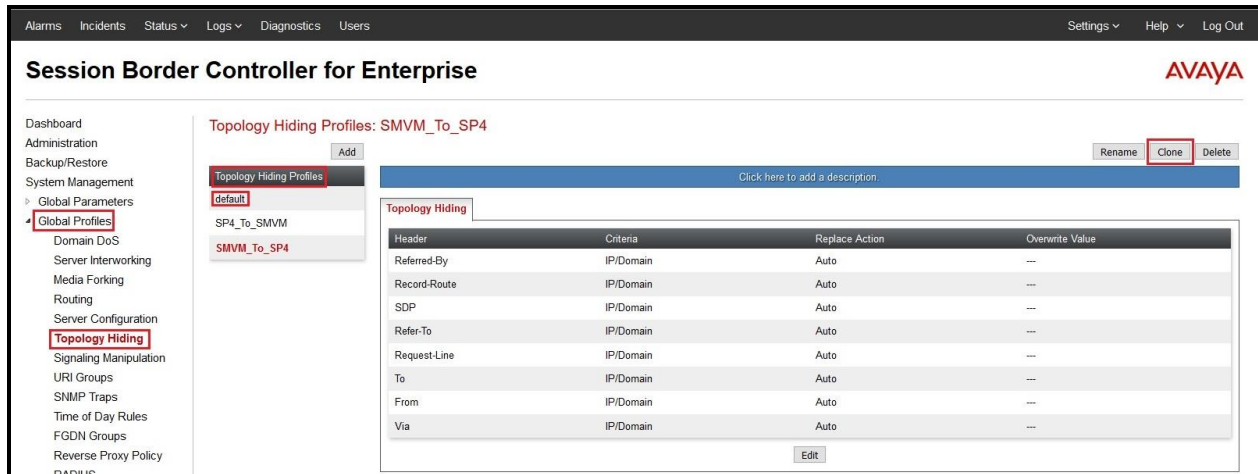 Alarms Incidents Status Logs Diagnostics Users Settings Help Log Out
Session Border Controller for Enterprise
AVAYA
Dashboard
Administration
Backup/Restore
System Management
Global Parameters
Global Profiles
Domain DoS
Server Interworking
Media Forking
Routing
Server Configuration
Topology Hiding
Signaling Manipulation
URI Groups
SNMP Traps
Time of Day Rules
FGDN Groups
Reverse Proxy Policy
RADIUS
Topology Hiding Profiles: SMVM_To_SP4
Add
Rename Clone Delete
Topology Hiding Profiles
default
SP4_To_SMVM
SMVM_To_SP4
Click here to add a description.
Topology Hiding
Header Criteria Replace Action Overwrite Value
Referred-By IP/Domain Auto ---
Record-Route IP/Domain Auto ---
SDP IP/Domain Auto ---
Refer-To IP/Domain Auto ---
Request-Line IP/Domain Auto ---
To IP/Domain Auto ---
From IP/Domain Auto ---
Via IP/Domain Auto ---
Edit